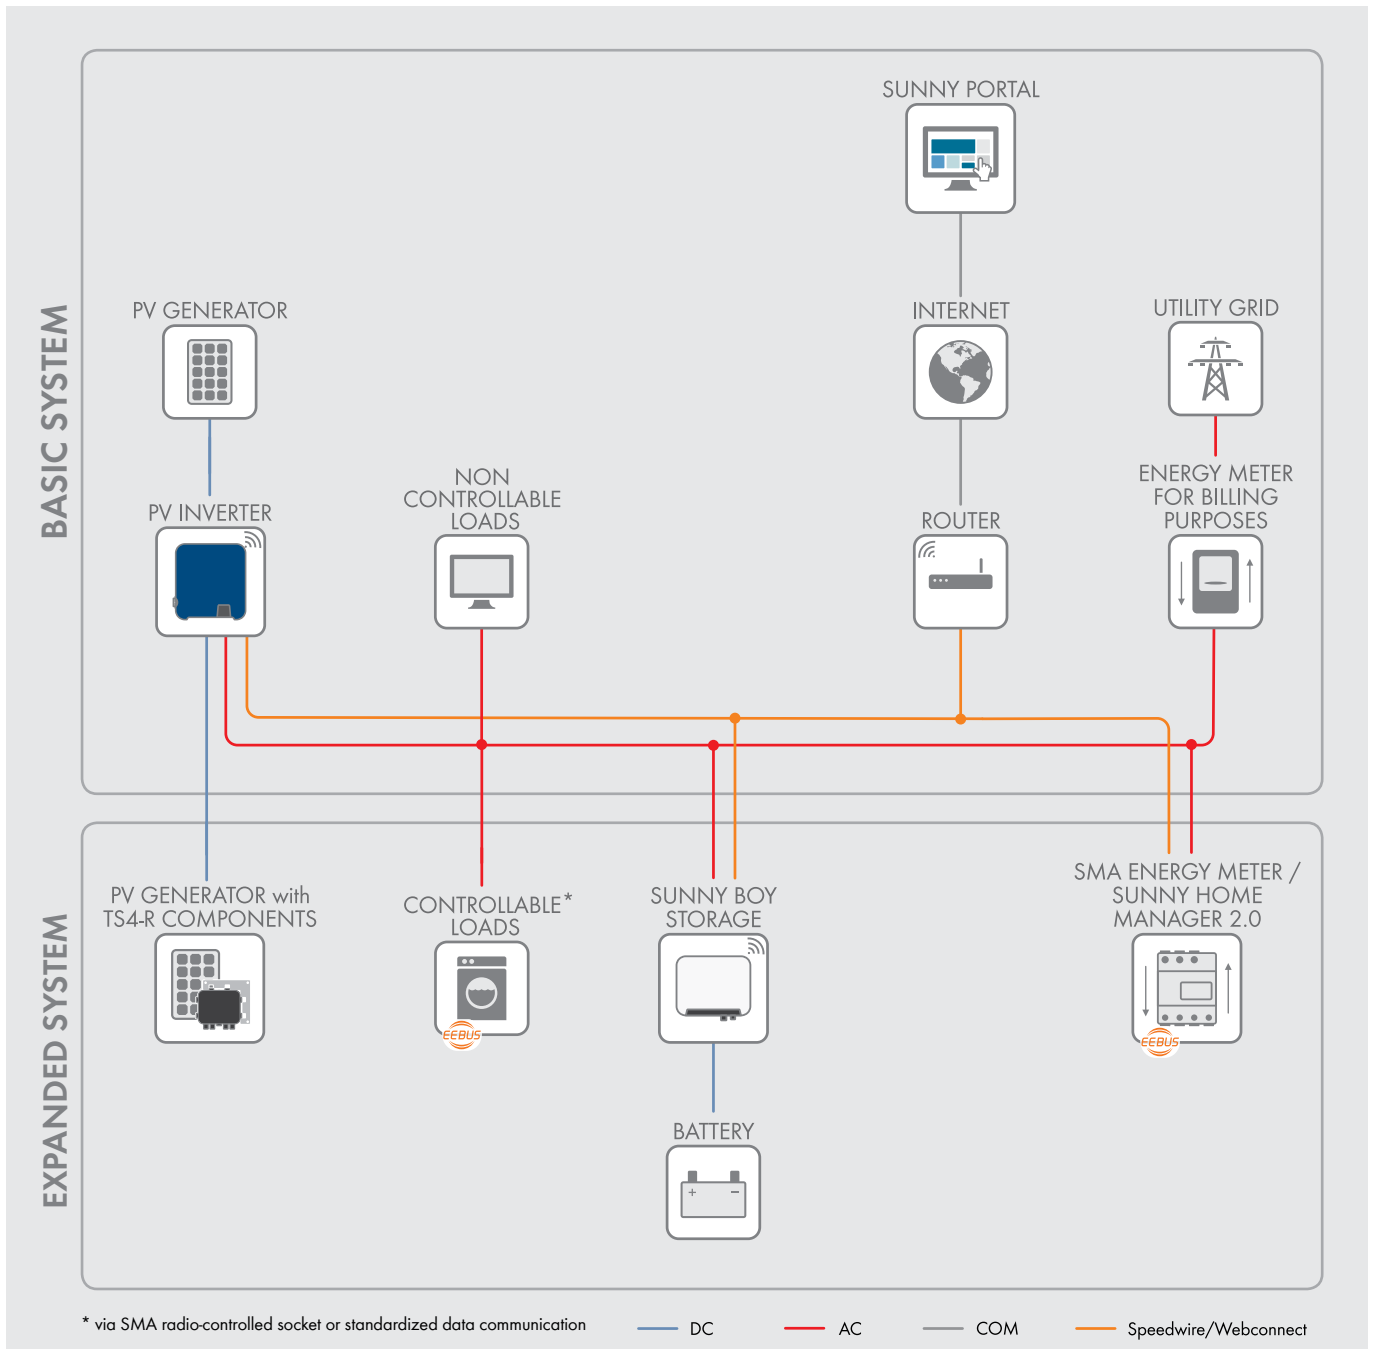 BASIC SYSTEM
SUNNY PORTAL
PV GENERATOR
INTERNET
UTILITY GRID
NON
CONTROLLABLE
LOADS
ENERGY METER
FOR BILLING
PURPOSES
PV INVERTER
ROUTER
EXPANDED SYSTEM
PV GENERATOR with
TS4-R COMPONENTS
CONTROLLABLE*
LOADS
EEBUS
SUNNY BOY
STORAGE
SMA ENERGY METER /
SUNNY HOME
MANAGER 2.0
EEBUS
BATTERY
+ –
* via SMA radio-controlled socket or standardized data communication
DC
AC
COM
Speedwire/Webconnect